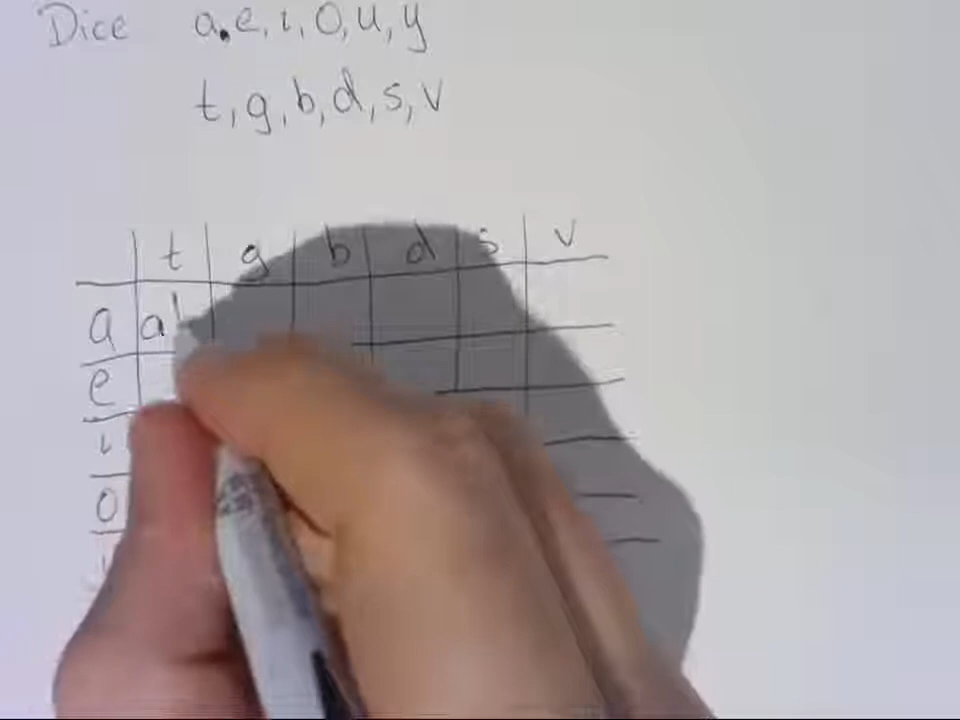 Dice a, e, i, o, u, y
t, g, b, d, s, v
t g b d s v
a a
e
i
o